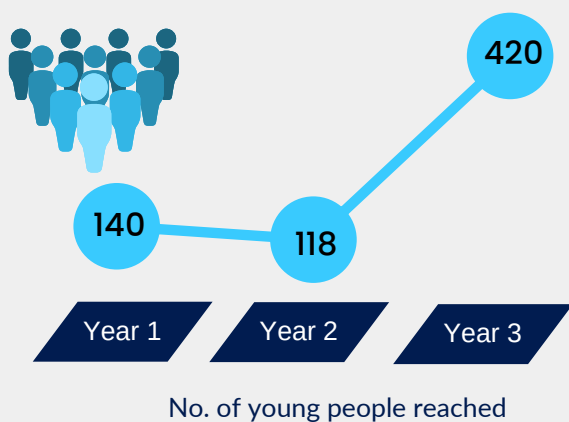 420
140
118
Year 1
Year 2
Year 3
No. of young people reached